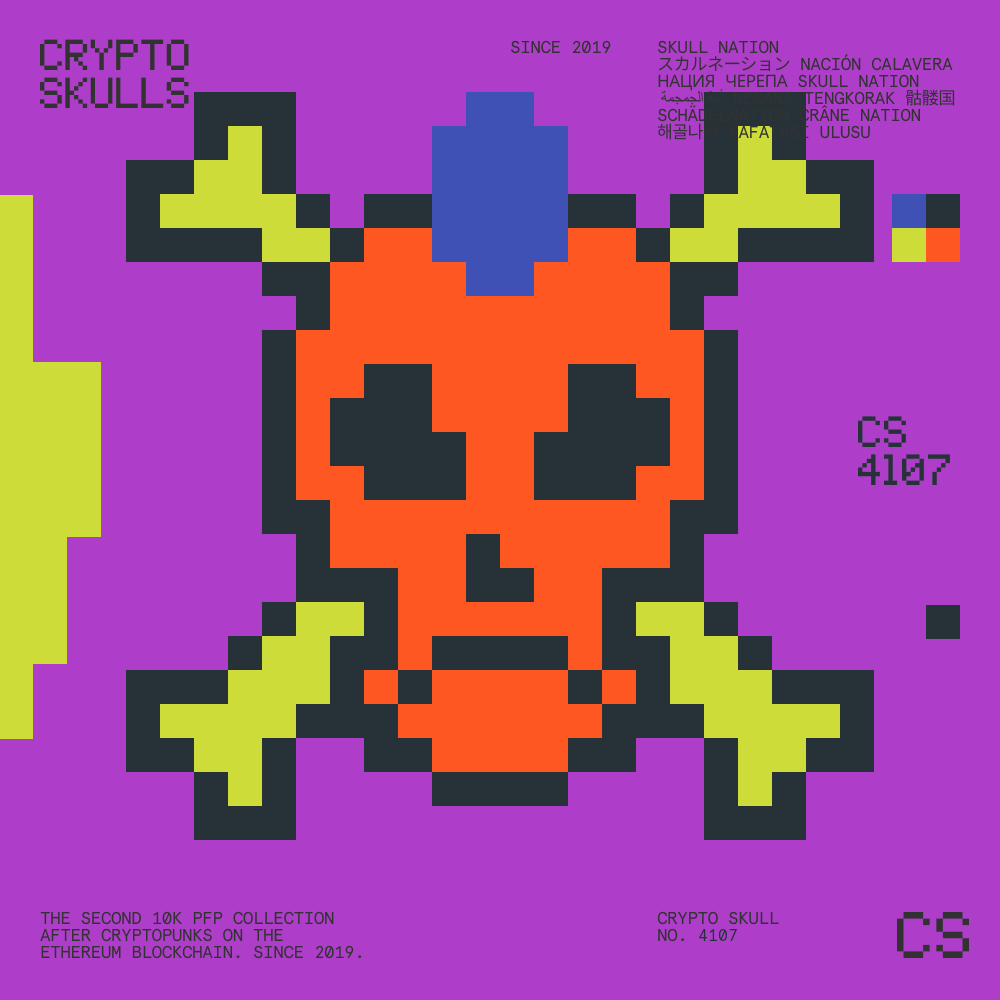 CRYPTO
SKULLS
SINCE 2019
SKULL NATION
スカルネーション NACIÓN CALAVERA
НАЦИЯ ЧЕРЕПА SKULL NATION
TENGKORAK 骷髅国
CRÂNE NATION
해골 ULUSU
CS
4107
THE SECOND 10K PFP COLLECTION
AFTER CRYPTOPUNKS ON THE
ETHEREUM BLOCKCHAIN. SINCE 2019.
CRYPTO SKULL
NO. 4107
CS